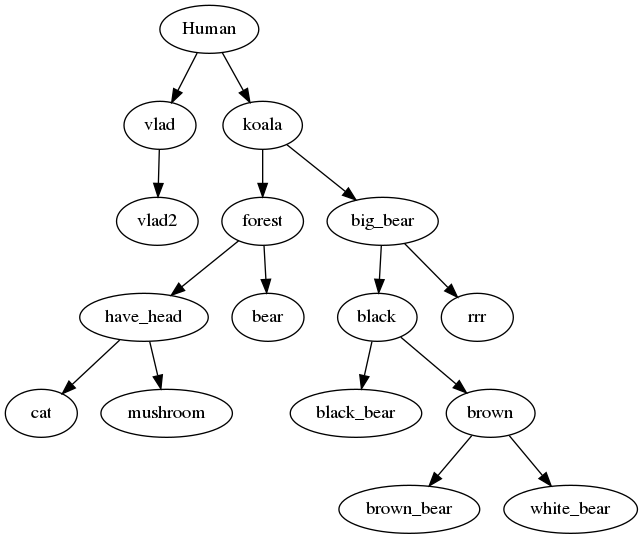 Human
vlad
koala
vlad2
forest
big_bear
have_head
bear
black
rrr
cat
mushroom
black_bear
brown
brown_bear
white_bear